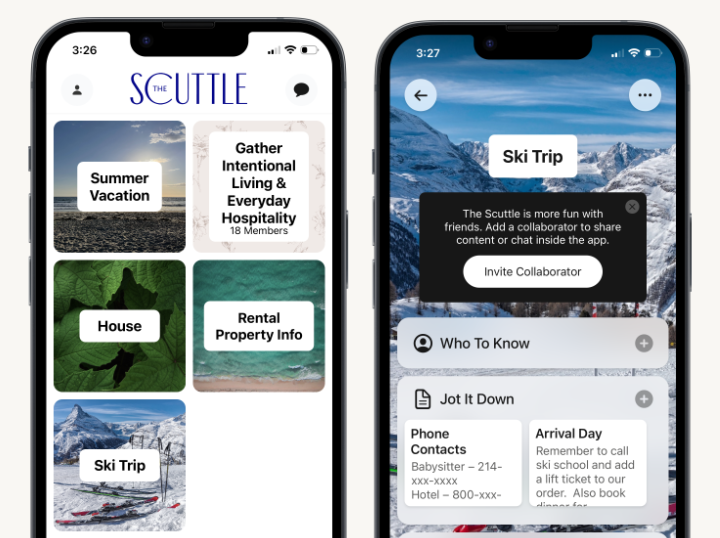 3:26
THE SCUTTLE
Summer
Vacation
Gather
Intentional
Living &
Everyday
Hospitality
18 Members
House
Rental
Property Info
Ski Trip
3:27
Ski Trip
The Scuttle is more fun with
friends. Add a collaborator to share
content or chat inside the app.
Invite Collaborator
Who To Know
Jot It Down
Phone
Contacts
Babysitter – 214-
xxx-xxxx
Hotel – 800-xxx-
Arrival Day
Remember to call
ski school and add
a lift ticket to our
order.  Also book
dinner for